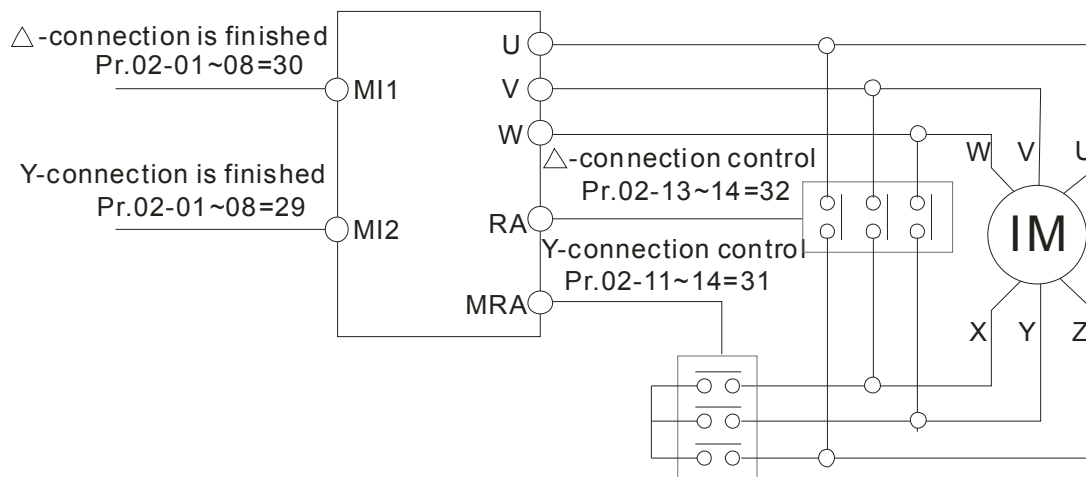 △-connection is finished
Pr.02-01~08=30
MI1
Y-connection is finished
Pr.02-01~08=29
MI2
U
V
W
△-connection control
Pr.02-13~14=32
RA
Y-connection control
Pr.02-11~14=31
MRA
W V U
IM
X Y Z